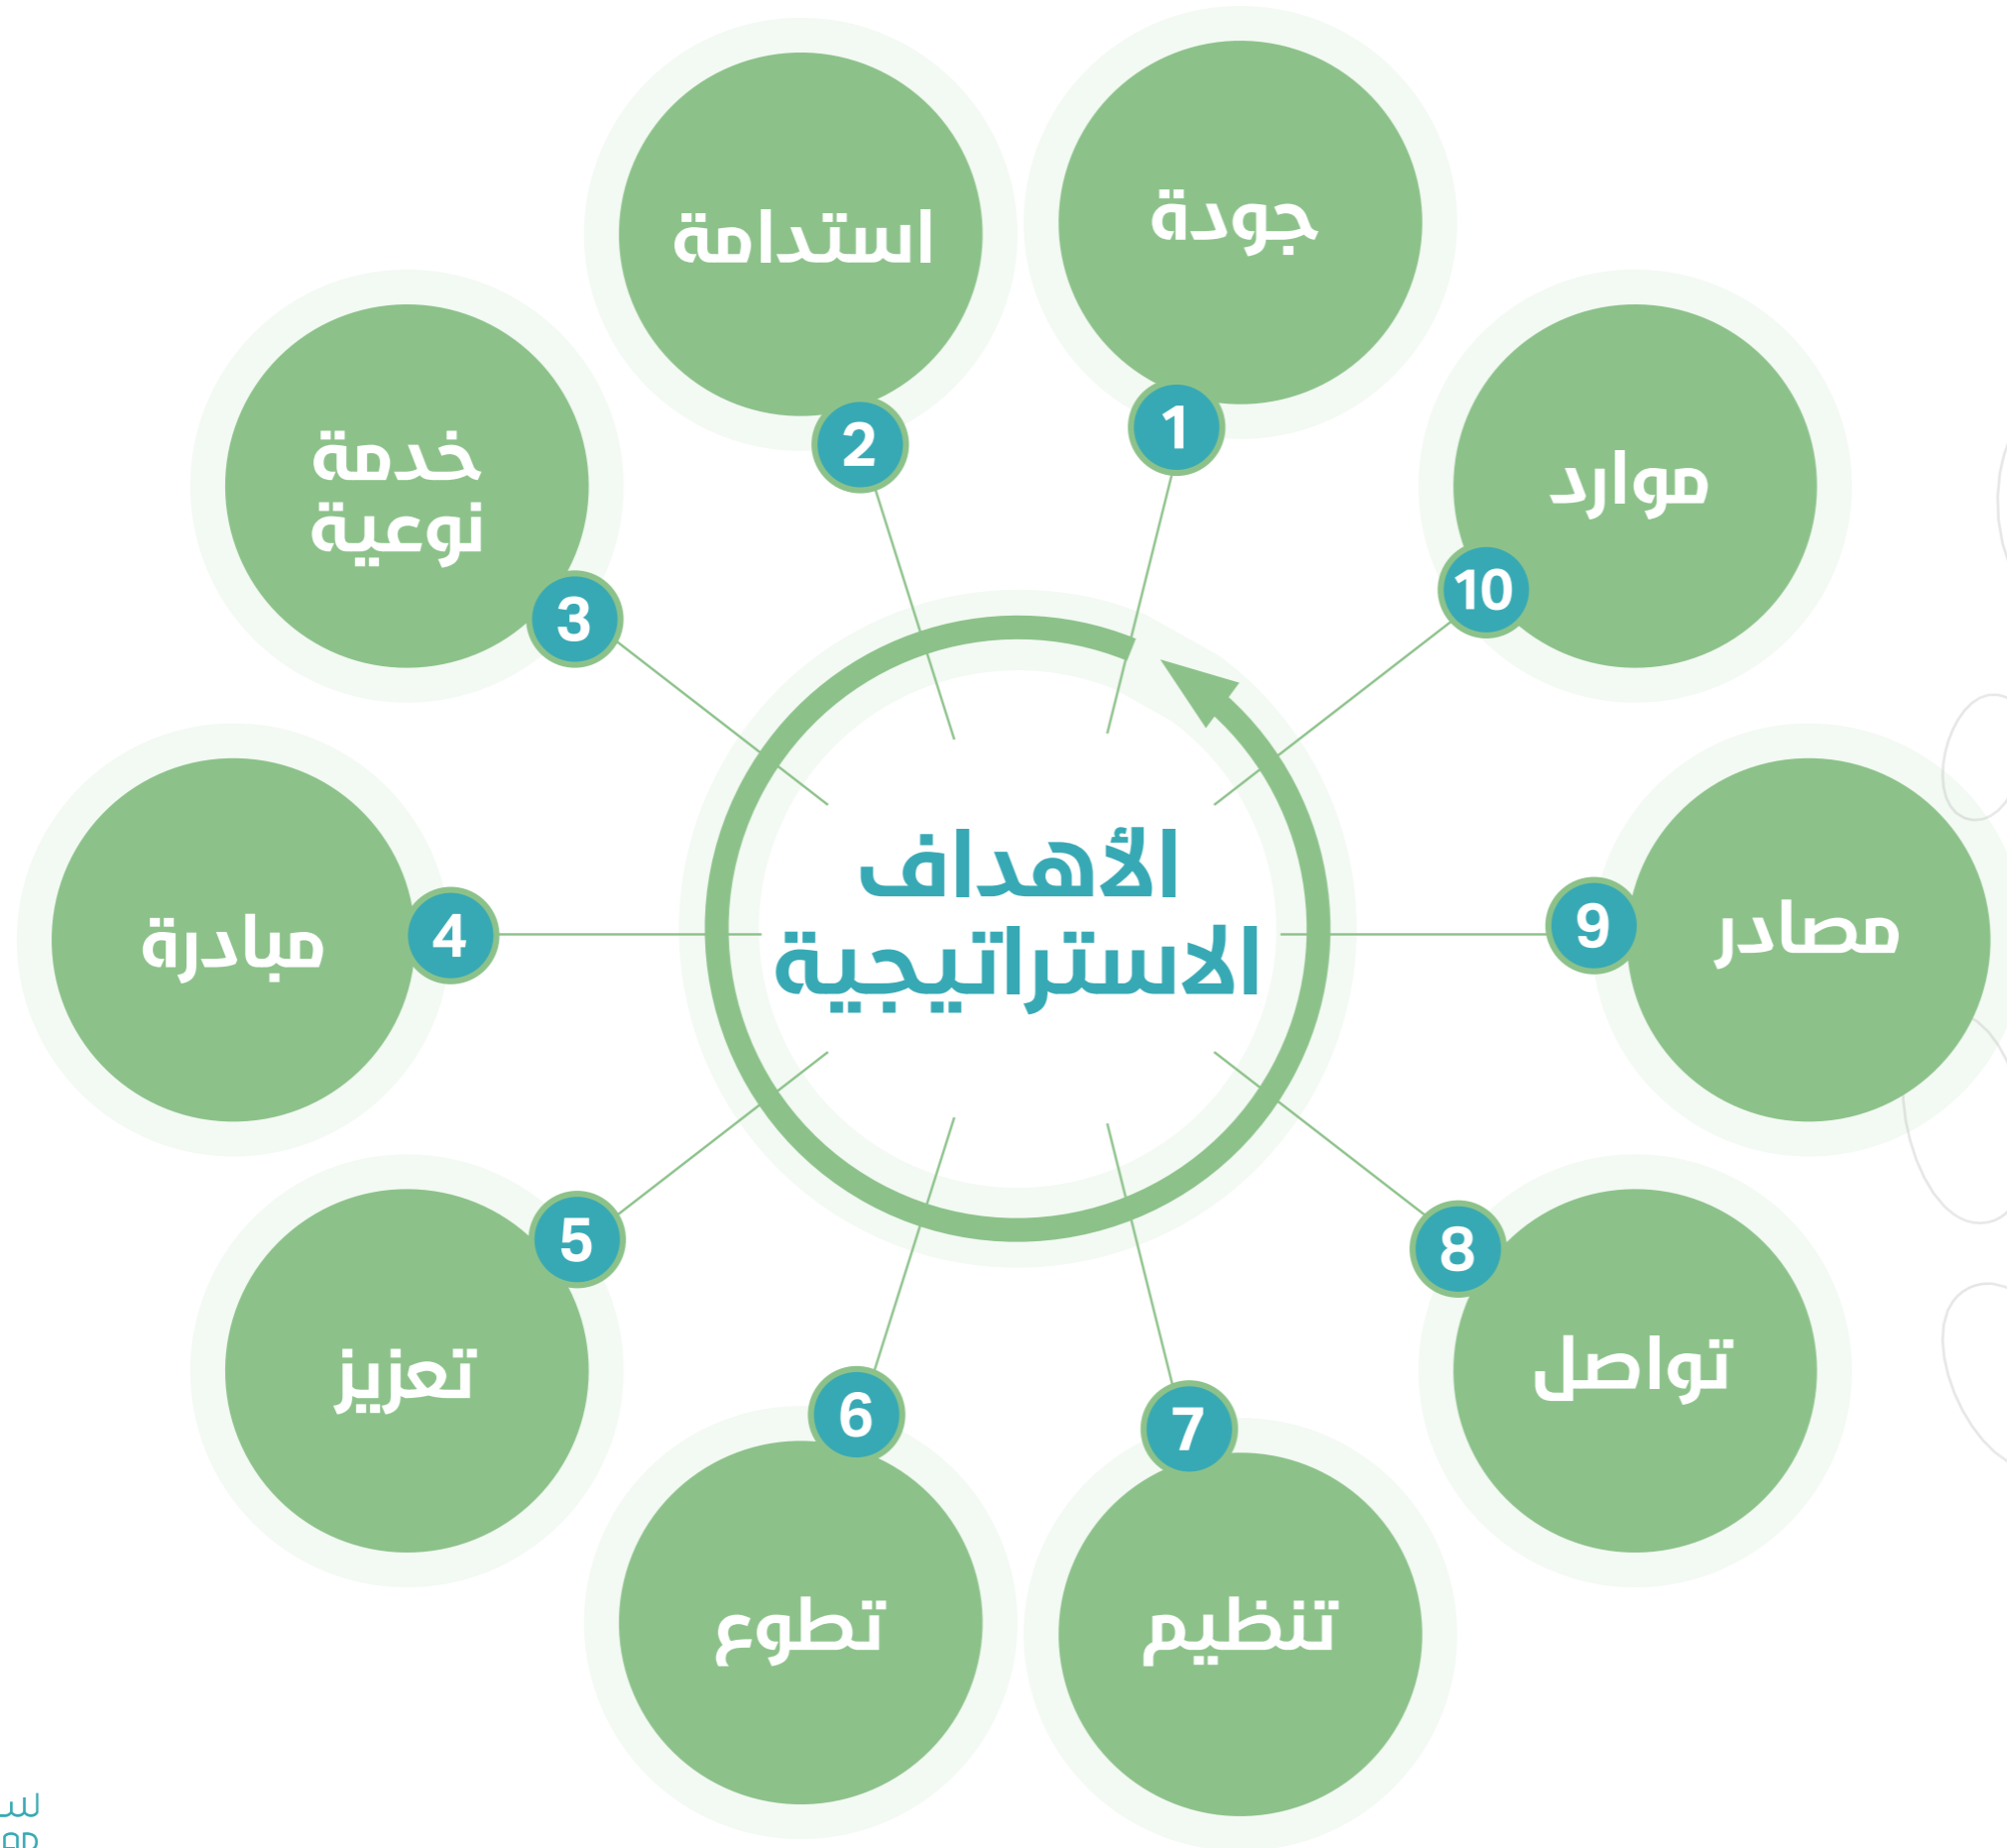 الأهداف
الاستراتيجية
1
جودة
2
استدامة
3
خدمة
نوعية
4
مبادرة
5
تعزيز
6
تطوع
7
تنظيم
8
تواصل
9
مصادر
10
موارد